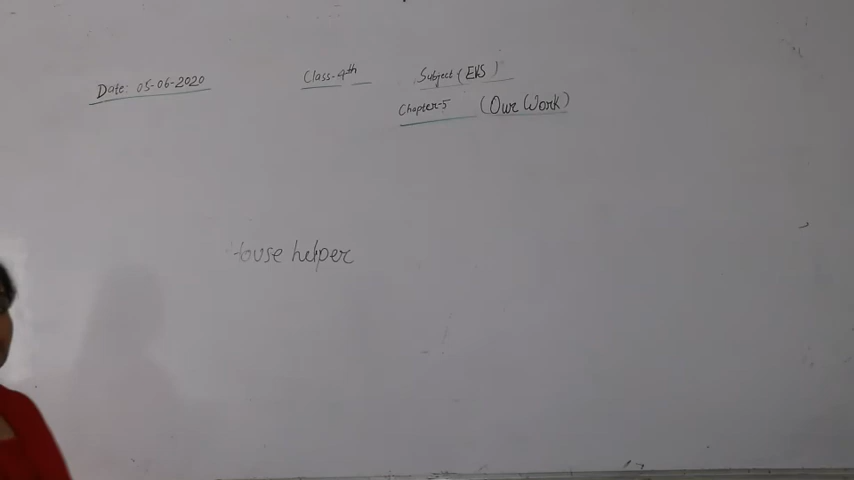 Date: 05-06-2020 Class-4th Subject (EVS)
Chapter-5 (Our Work)
House helper